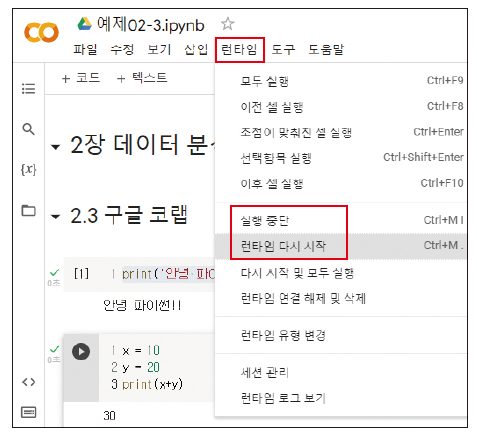 예제02-3.ipynb
파일 수정 보기 삽입 런타임 도구 도움말
+ 코드 + 텍스트
모두 실행 Ctrl+F9
이전 셀 실행 Ctrl+F8
초점이 맞춰진 셀 실행 Ctrl+Enter
선택항목 실행 Ctrl+Shift+Enter
이후 셀 실행 Ctrl+F10
실행 중단 Ctrl+M I
런타임 다시 시작 Ctrl+M .
다시 시작 및 모두 실행
런타임 연결 해제 및 삭제
런타임 유형 변경
세션 관리
런타임 로그 보기
{x}
2장 데이터 분
2.3 구글 코랩
[1] 1 print('안녕 파이
0초
안녕 파이썬!!
1 x = 10
0초
2 y = 20
3 print(x+y)
30